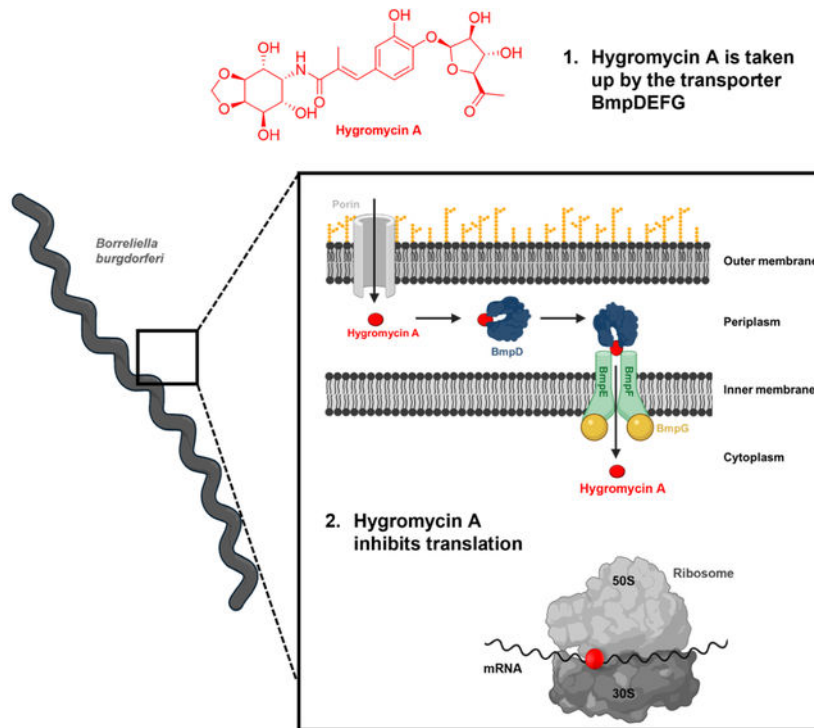 HO
O
OH
OH
OH
O
NH
O
O
O
OH
O
OH
OH
O
Hygromycin A
1. Hygromycin A is taken
up by the transporter
BmpDEFG
Borreliella
burgdorferi
Porin
Outer membrane
Hygromycin A
BmpD
Periplasm
BmpE
BmpF
Inner membrane
BmpG
Cytoplasm
Hygromycin A
2. Hygromycin A
inhibits translation
50S
Ribosome
mRNA
30S